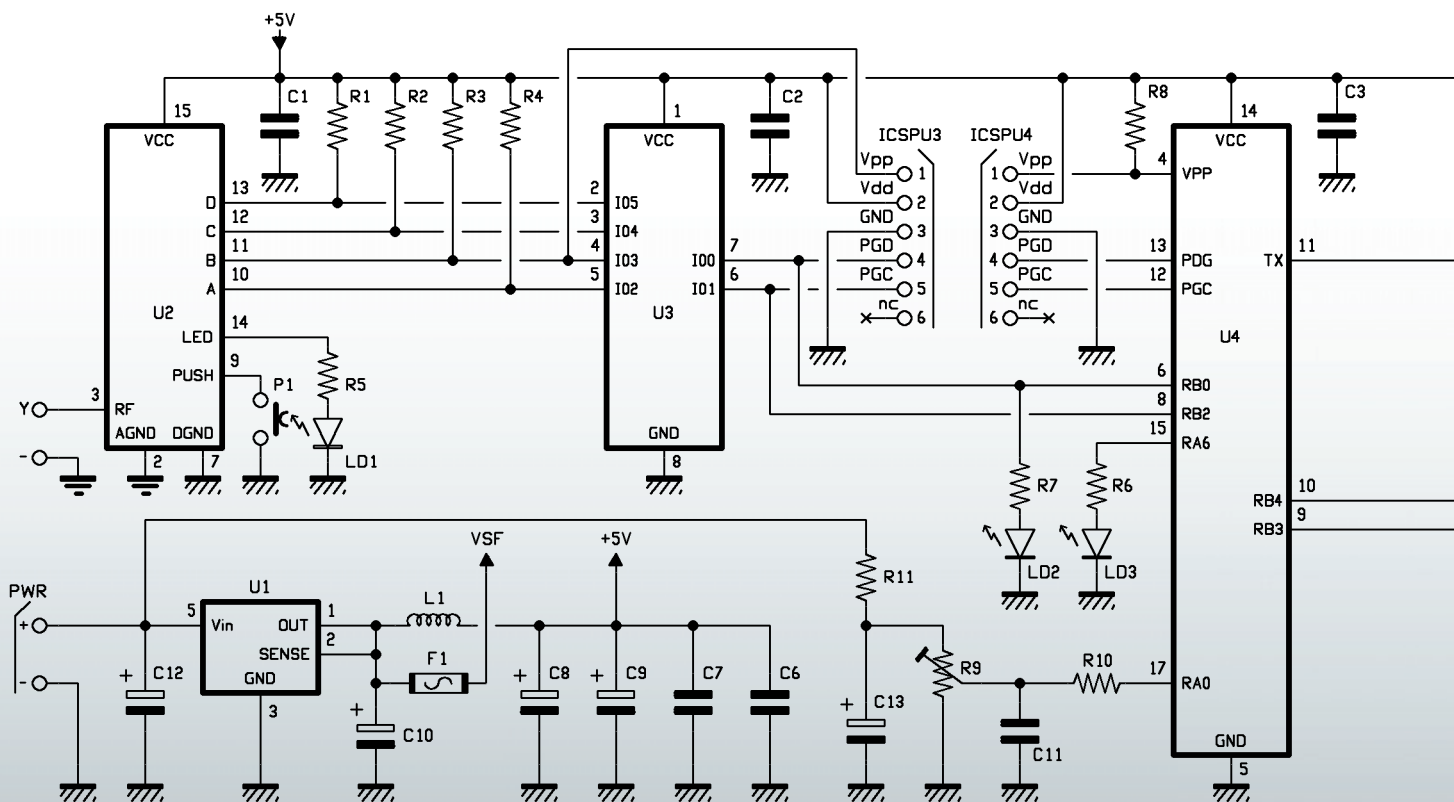 +5V
C1
R1
R2
R3
R4
C2
R8
C3
15
1
14
VCC
VCC
VCC
ICSPU3
ICSPU4
Vpp
1
1
Vpp
4
VPP
Vdd
2
2
Vdd
GND
3
3
GND
PGD
4
4
PGD
13
PDG
PGC
5
5
PGC
12
PGC
nc
6
6
nc
D
13
2
IO5
C
12
3
IO4
B
11
4
IO3
A
10
5
IO2
7
IO0
6
IO1
TX
11
U2
U3
U4
LED
14
PUSH
9
P1
R5
LD1
Y
3
RF
-
AGND
DGND
2
7
GND
8
6
RB0
8
RB2
15
RA6
R7
R6
LD2
LD3
RB4
10
RB3
9
PWR
+
-
5
U1
Vin
OUT
1
SENSE
2
GND
3
L1
F1
VSF
+5V
+
C12
+
C10
+
C8
+
C9
C7
C6
R11
R9
R10
17
RA0
+
C13
C11
GND
5